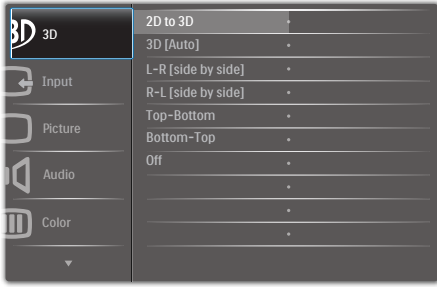 3D
3D
Input
Picture
Audio
Color
2D to 3D
3D [Auto]
L-R [side by side]
R-L [side by side]
Top-Bottom
Bottom-Top
Off